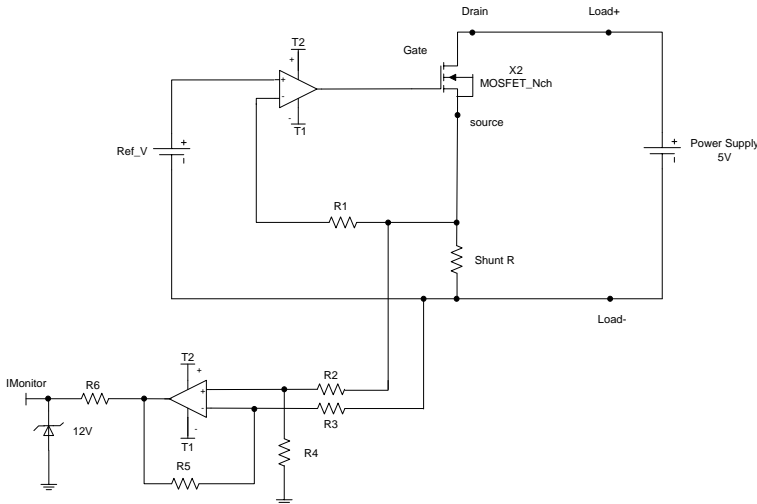 Drain
Load+
T2
Gate
+
X2
MOSFET_Nch
+
-
-
T1
source
Ref_V
+
Power Supply
5V
+
R1
Shunt R
Load-
T2
+
R2
IMonitor
R6
+
-
R3
12V
-
T1
R4
R5